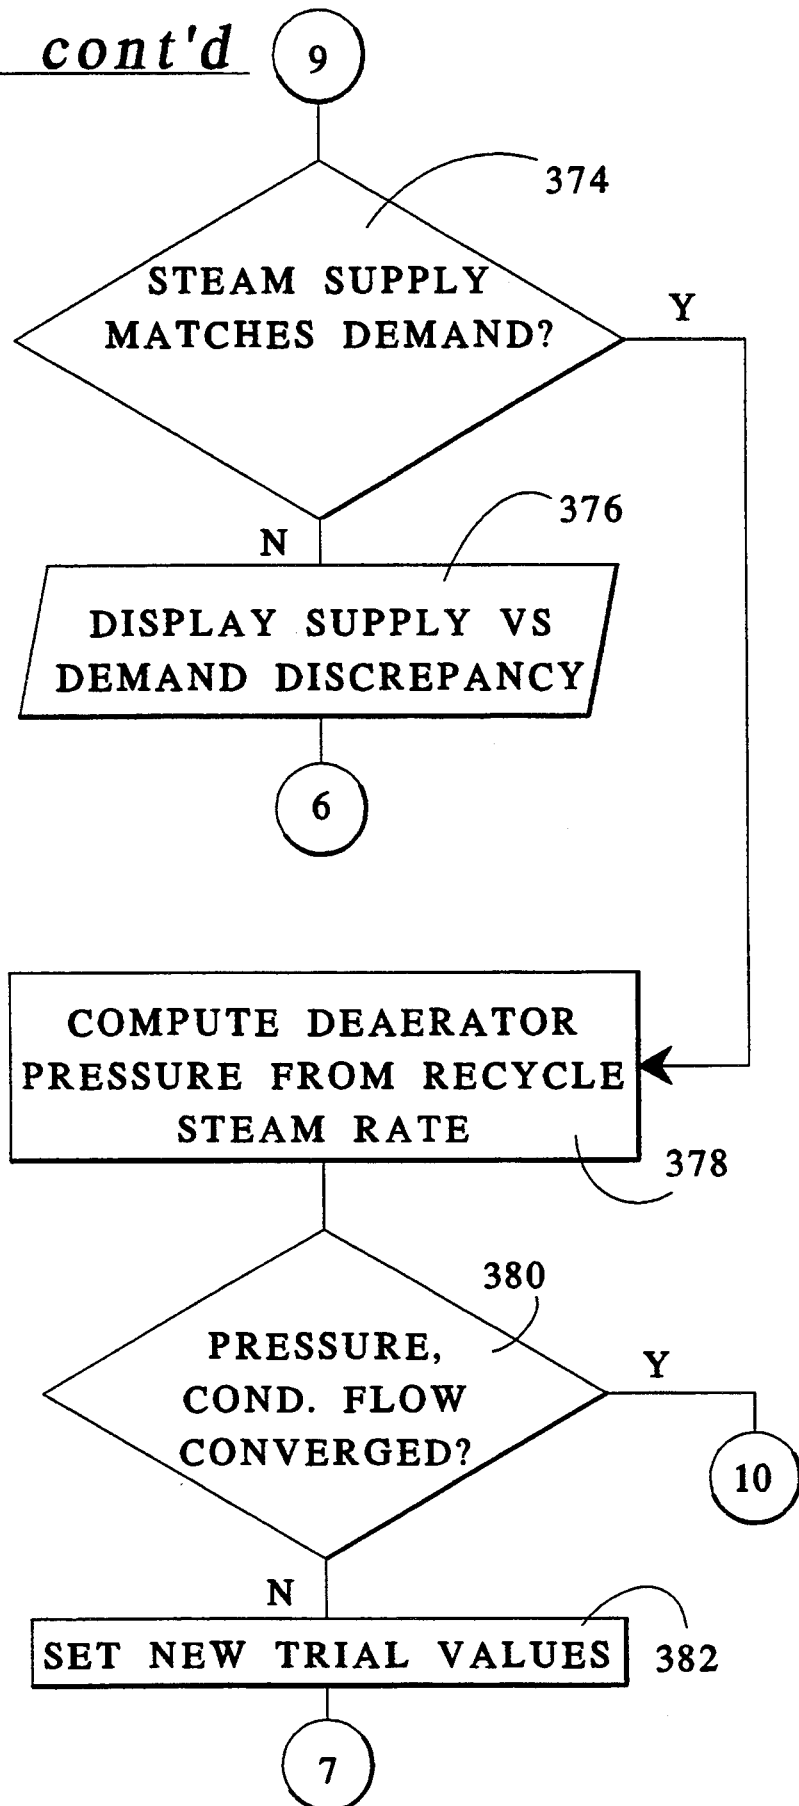 cont'd
9
374
STEAM SUPPLY
MATCHES DEMAND?
Y
376
N
DISPLAY SUPPLY VS
DEMAND DISCREPANCY
6
COMPUTE DEAERATOR
PRESSURE FROM RECYCLE
STEAM RATE
378
380
PRESSURE,
COND. FLOW
CONVERGED?
Y
10
N
SET NEW TRIAL VALUES
382
7